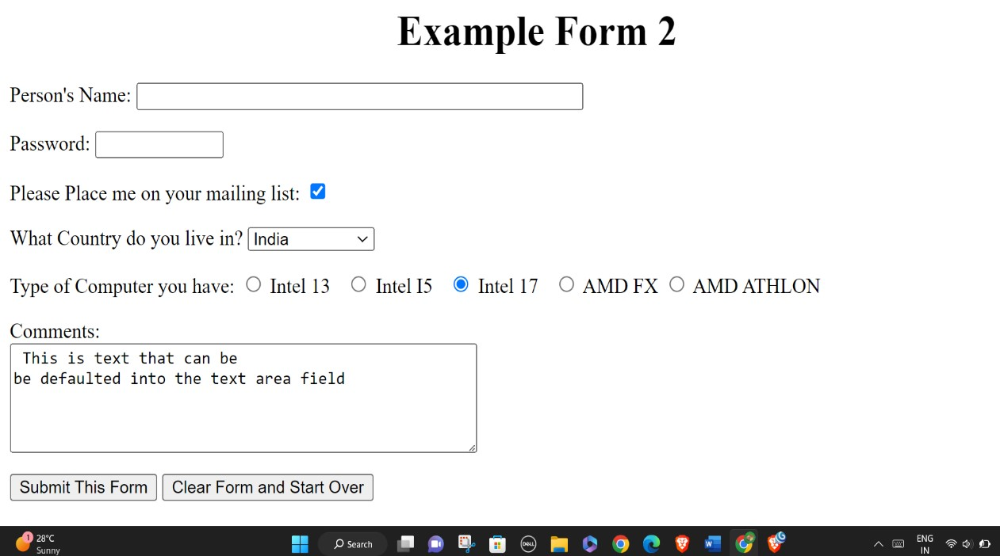 Example Form 2
Person's Name:
Password:
Please Place me on your mailing list:
What Country do you live in? India
Type of Computer you have: Intel 13 Intel I5 Intel 17 AMD FX AMD ATHLON
Comments:
This is text that can be
be defaulted into the text area field
Submit This Form Clear Form and Start Over
1 28°C
Sunny
Search
DELL
W
ENG
IN